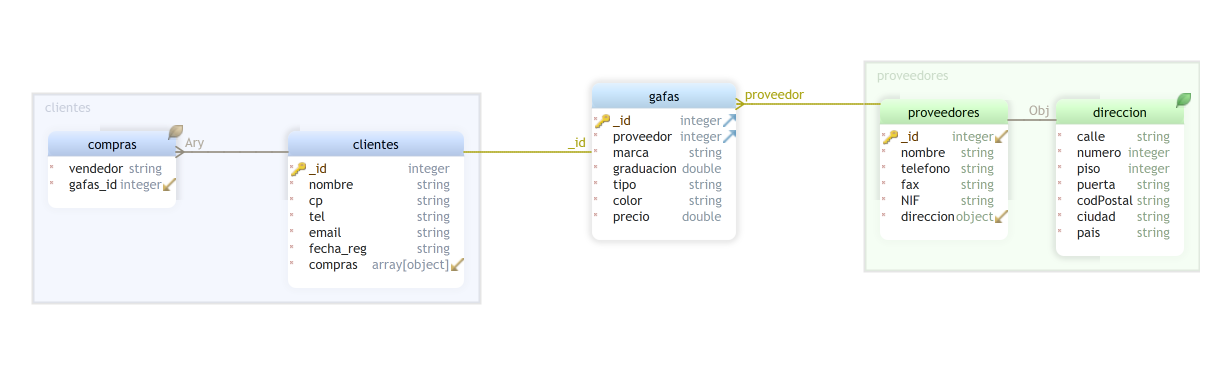 clientes
compras
Ary
vendedor string
gafas_id integer
clientes
_id integer
nombre string
cp string
tel string
email string
fecha_reg string
compras array[object]
_id
gafas
_id integer
proveedor integer
marca string
graduacion double
tipo string
color string
precio double
proveedor
proveedores
proveedores
_id integer
nombre string
telefono string
fax string
NIF string
direccion object
Obj
direccion
calle string
numero integer
piso integer
puerta string
codPostal string
ciudad string
pais string